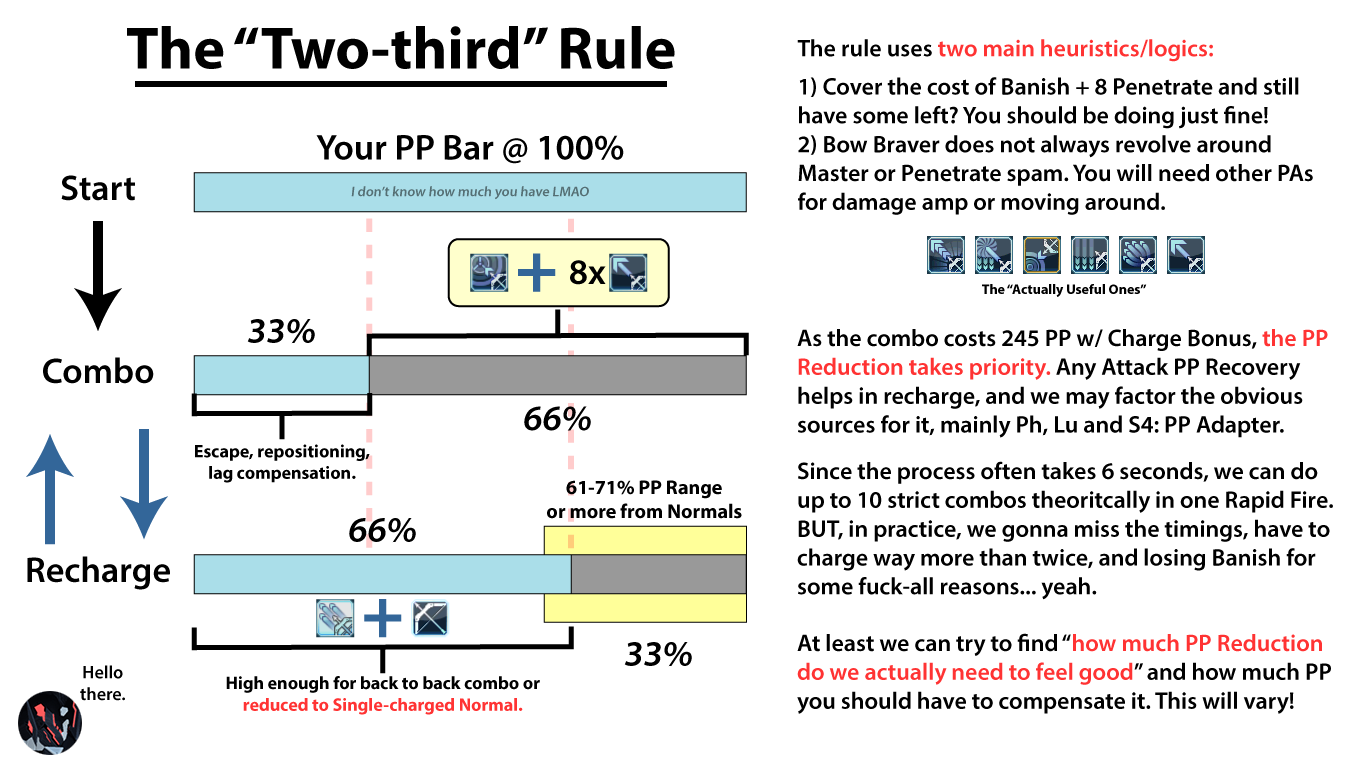 The “Two-third” Rule
Your PP Bar @ 100%
Start
I don't know how much you have LMAO
8x
33%
Combo
66%
Escape, repositioning,
lag compensation.
61-71% PP Range
or more from Normals
66%
Recharge
33%
High enough for back to back combo or
reduced to Single-charged Normal.
Hello
there.
The rule uses two main heuristics/logics:
1) Cover the cost of Banish + 8 Penetrate and still
have some left? You should be doing just fine!
2) Bow Braver does not always revolve around
Master or Penetrate spam. You will need other PAs
for damage amp or moving around.
The “Actually Useful Ones”
As the combo costs 245 PP w/ Charge Bonus, the PP
Reduction takes priority. Any Attack PP Recovery
helps in recharge, and we may factor the obvious
sources for it, mainly Ph, Lu and S4: PP Adapter.
Since the process often takes 6 seconds, we can do
up to 10 strict combos theoritcally in one Rapid Fire.
BUT, in practice, we gonna miss the timings, have to
charge way more than twice, and losing Banish for
some fuck-all reasons... yeah.
At least we can try to find “how much PP Reduction
do we actually need to feel good” and how much PP
you should have to compensate it. This will vary!